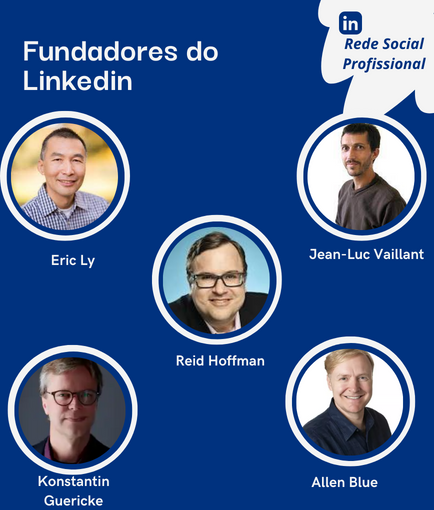 Fundadores do
Linkedin
in
Rede Social
Profissional
Eric Ly
Jean-Luc Vaillant
Reid Hoffman
Konstantin
Guericke
Allen Blue